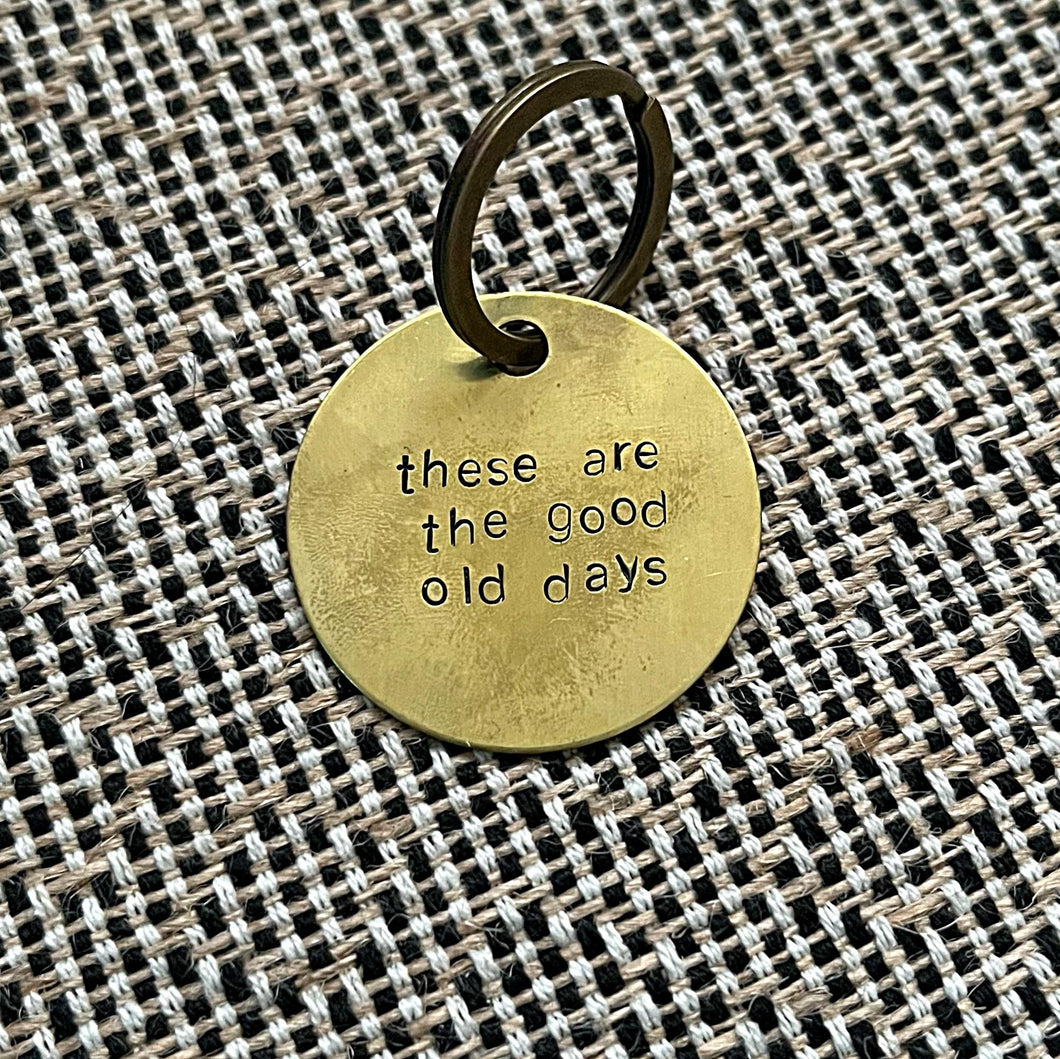 these are
the good
old days